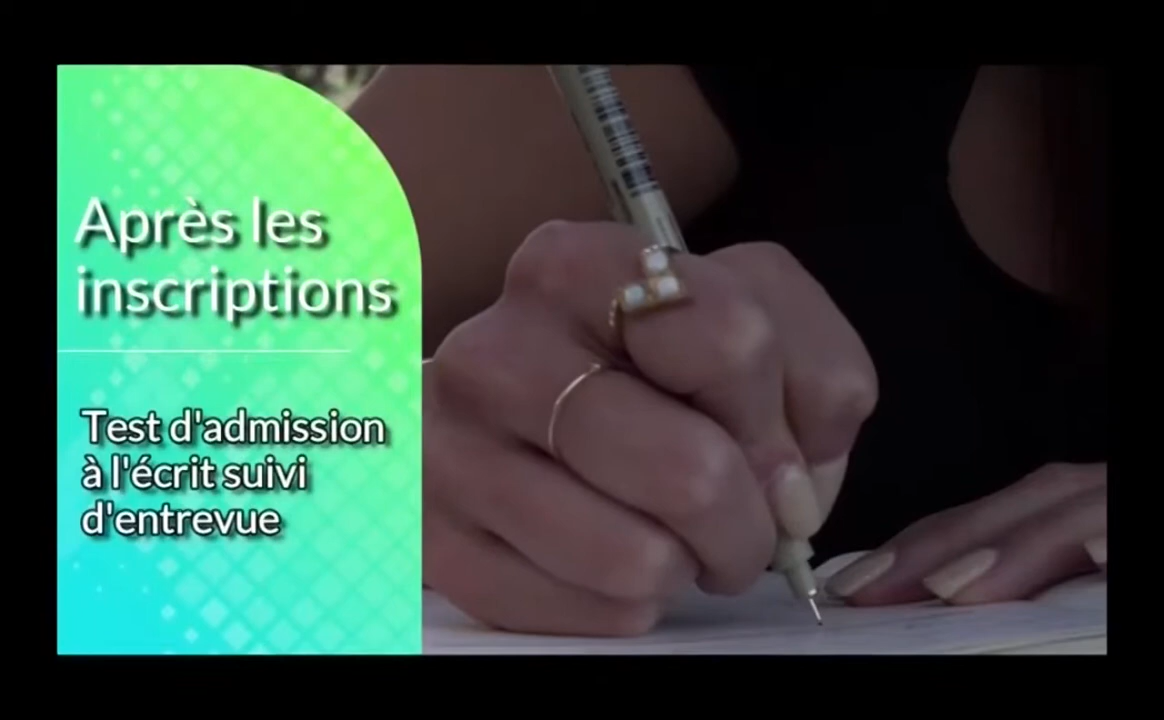 Après les
inscriptions
Test d'admission
à l'écrit suivi
d'entrevue